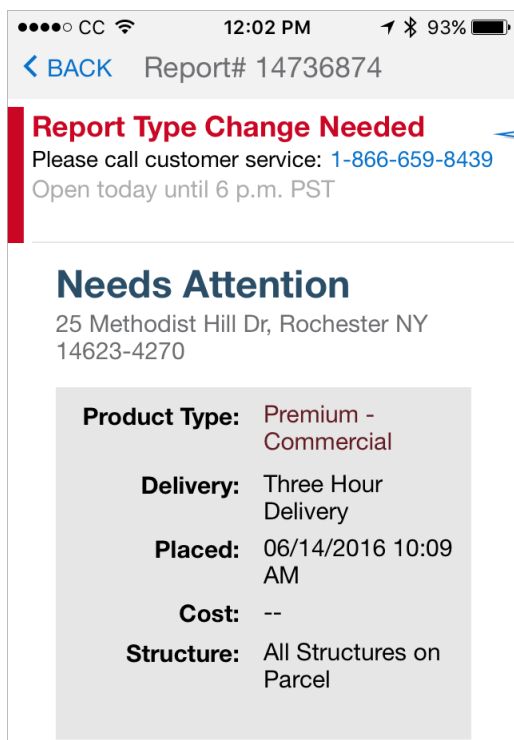 CC 12:02 PM 93%
BACK Report# 14736874
Report Type Change Needed
Please call customer service: 1-866-659-8439
Open today until 6 p.m. PST
Needs Attention
25 Methodist Hill Dr, Rochester NY
14623-4270
Product Type: Premium -
Commercial
Delivery: Three Hour
Delivery
Placed: 06/14/2016 10:09
AM
Cost: --
Structure: All Structures on
Parcel